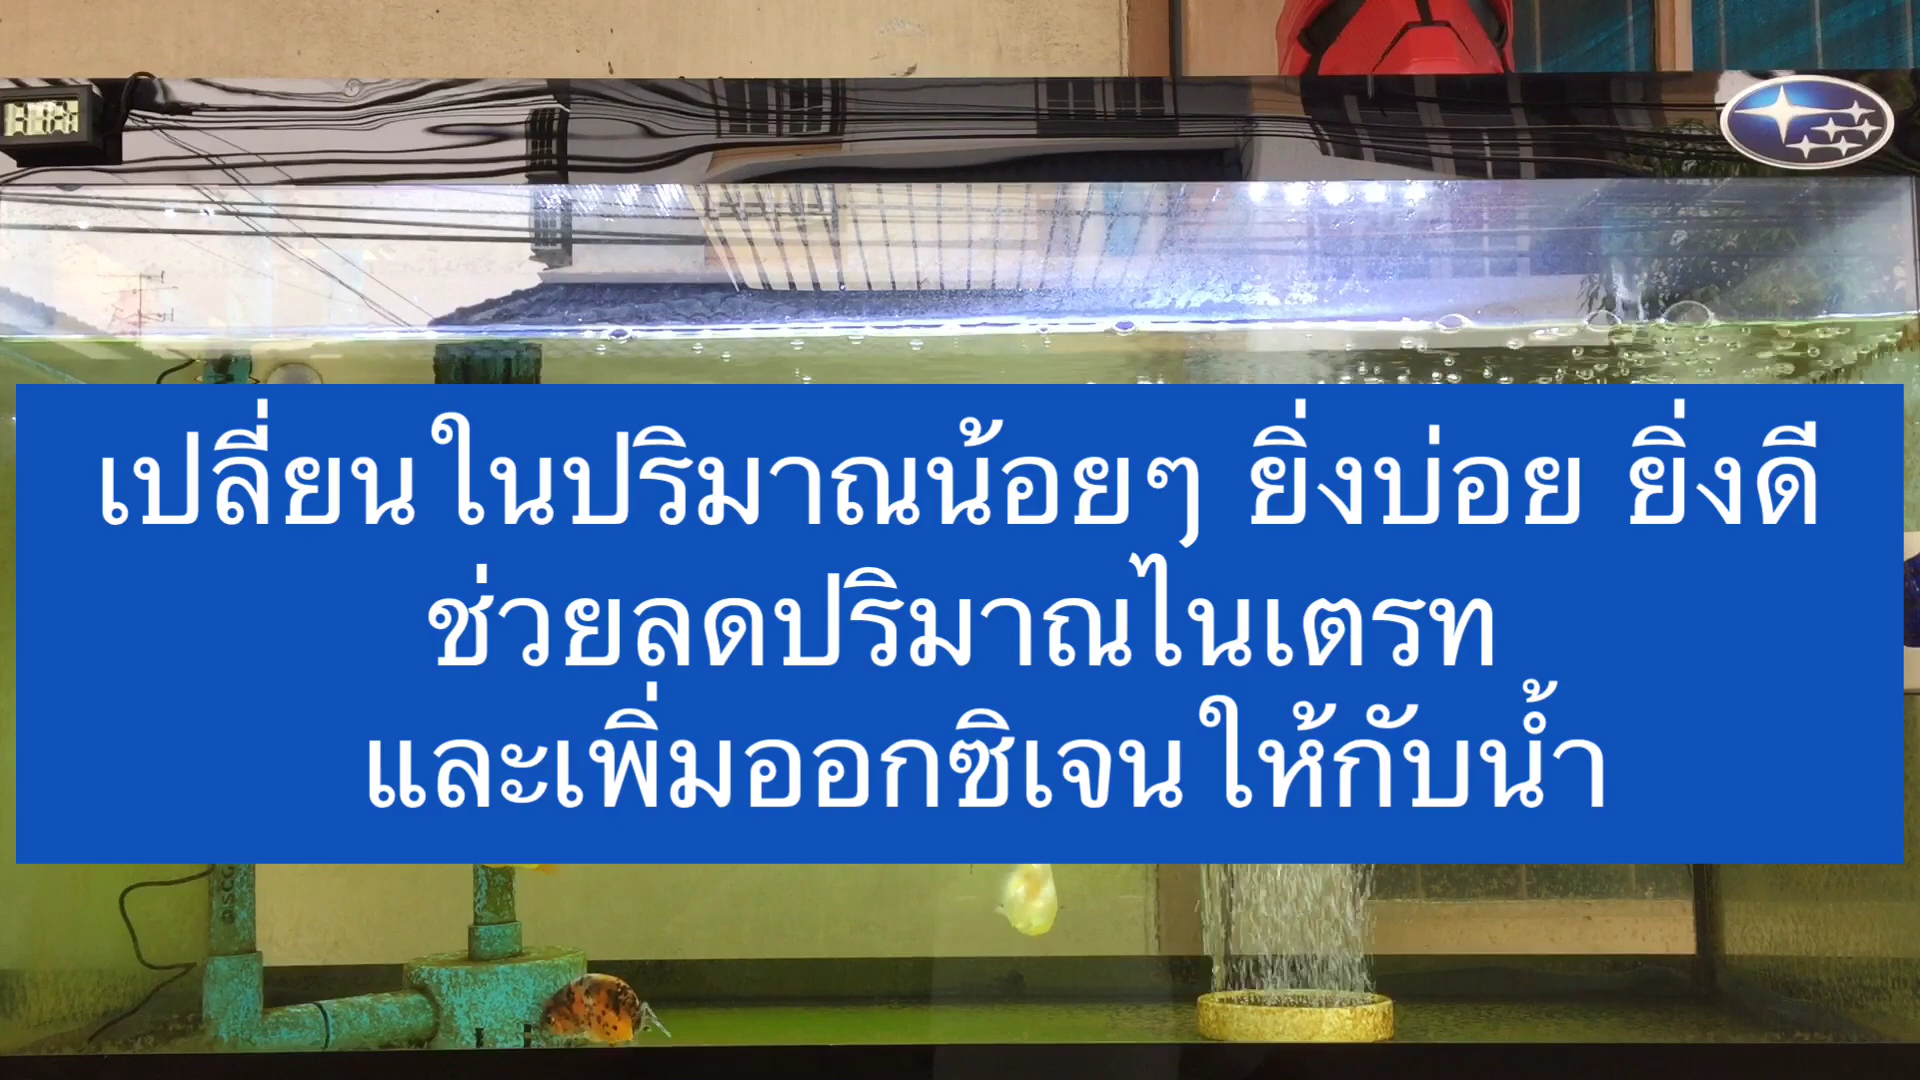 เปลี่ยนในปริมาณน้อยๆ ยิ่งบ่อย ยิ่งดี
ช่วยลดปริมาณไนเตรท
และเพิ่มออกซิเจนให้กับน้ำ